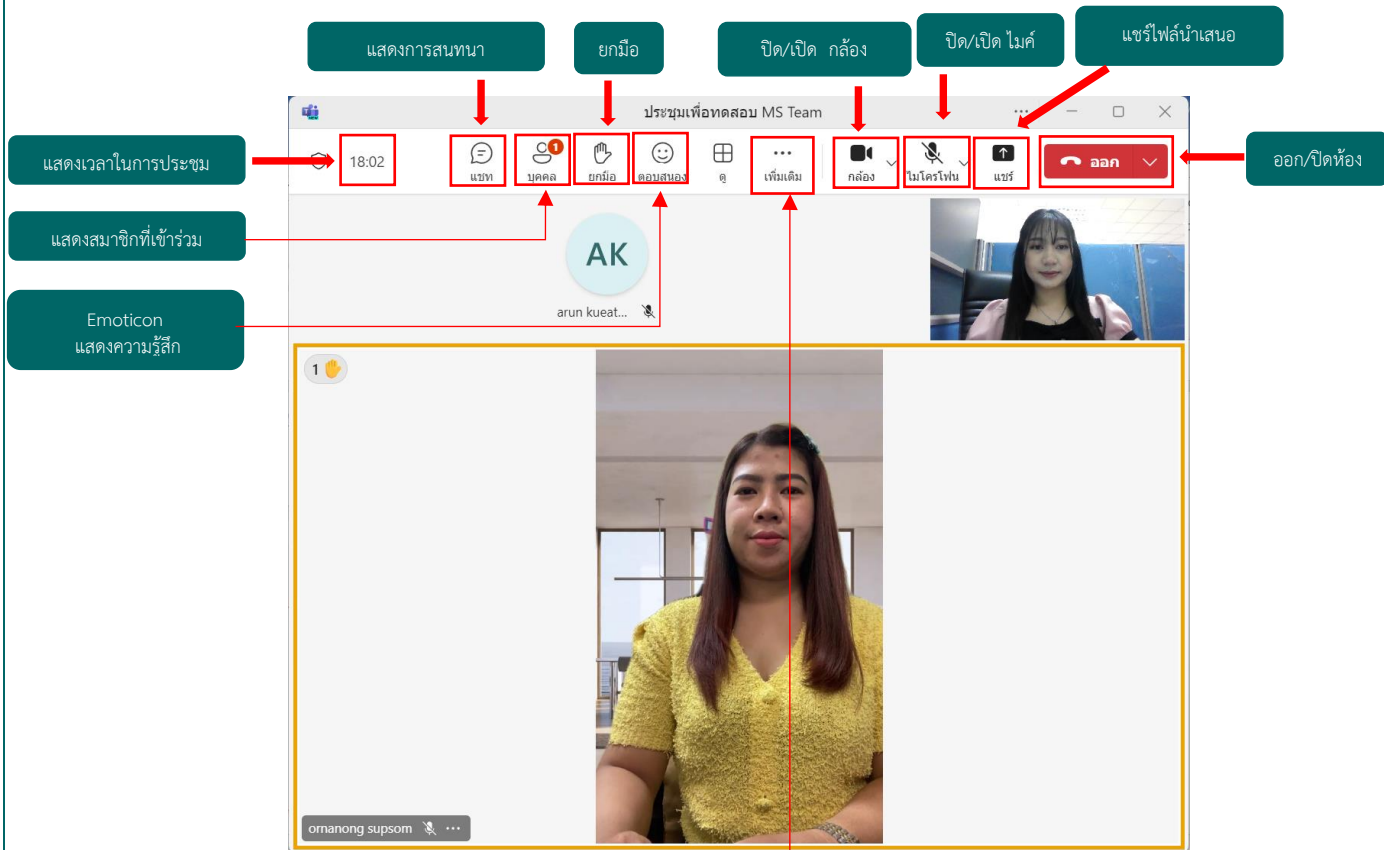 แสดงการสนทนา
ยกมือ
ปิด/เปิด กล้อง
ปิด/เปิด ไมค์
แชร์ไฟล์นำเสนอ
ประชุมเพื่อทดสอบ MS Team
แสดงเวลาในการประชุม
18:02
แชท
บุคคล
1
ยกมือ
ตอบสนอง
ดู
เพิ่มเติม
กล้อง
ไมโครโฟน
แชร์
ออก
ออก/ปิดห้อง
แสดงสมาชิกที่เข้าร่วม
AK
arun kueat...
Emoticon
แสดงความรู้สึก
1
ornanong supsom